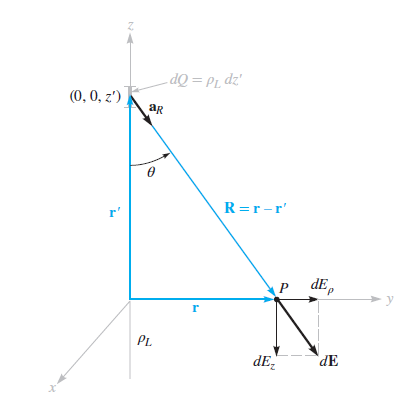 z
dQ = ρL dz'
(0, 0, z')
aR
θ
r'
R = r – r'
P
dEρ
y
r
ρL
dEz
dE
x